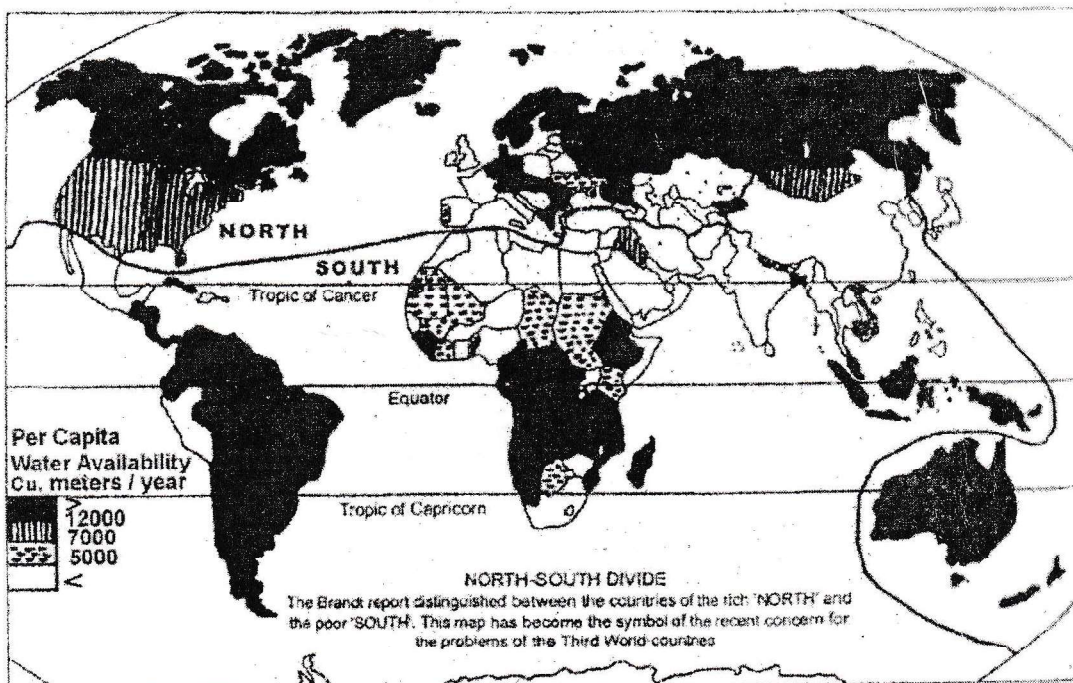 NORTH
SOUTH
Tropic of Cancer
Equator
Per Capita
Water Availability
Cu. meters / year
>
12000
7000
5000
<
Tropic of Capricorn
NORTH-SOUTH DIVIDE
The Brandt report distinguished between the countries of the rich 'NORTH' and
the poor 'SOUTH'. This map has become the symbol of the recent concern for
the problems of the Third World countries